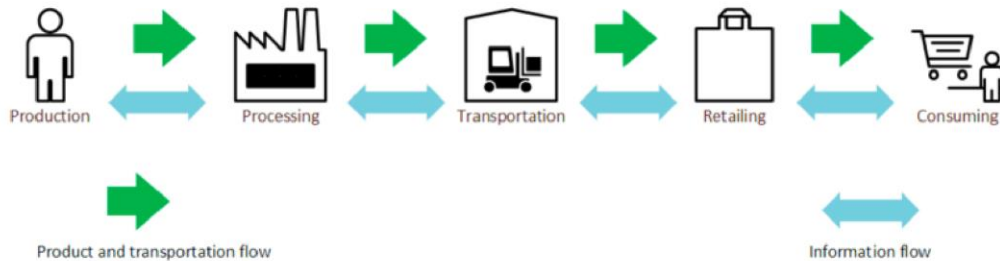 Production
Processing
Transportation
Retailing
Consuming
Product and transportation flow
Information flow